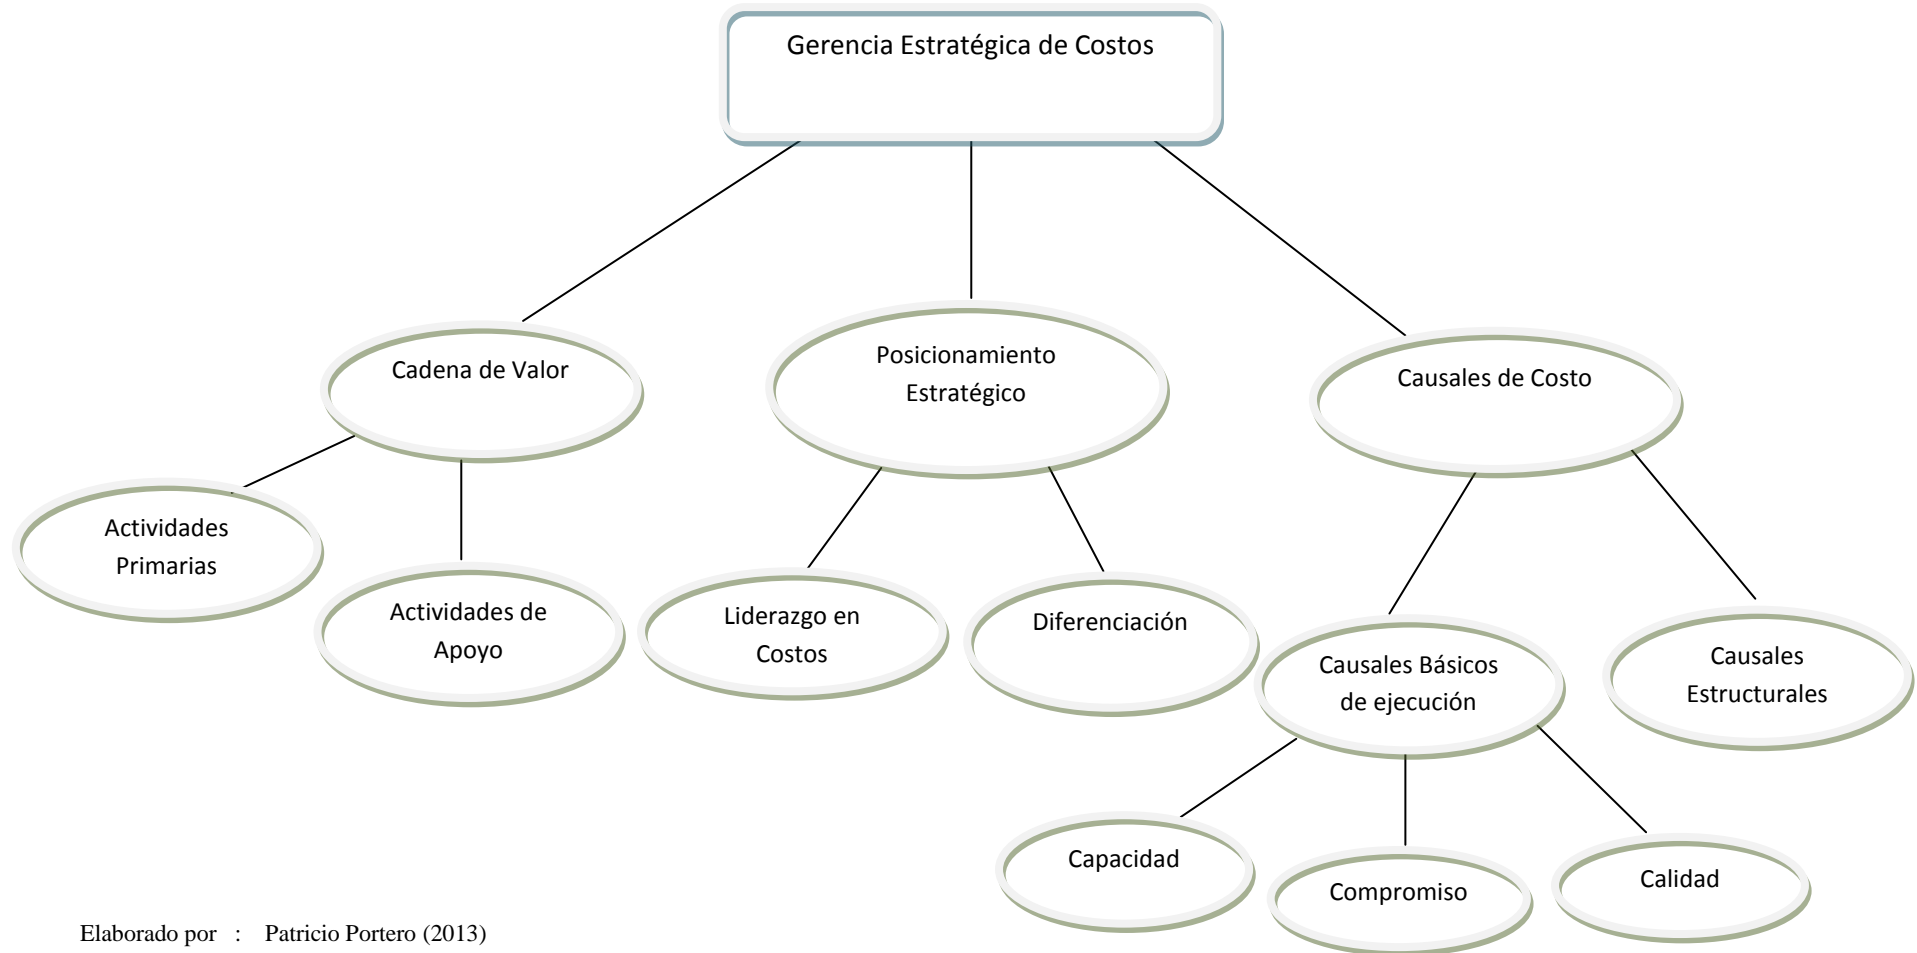 Gerencia Estratégica de Costos
Cadena de Valor
Posicionamiento
Estratégico
Causales de Costo
Actividades
Primarias
Actividades de
Apoyo
Liderazgo en
Costos
Diferenciación
Causales Básicos
de ejecución
Causales
Estructurales
Capacidad
Compromiso
Calidad
Elaborado por : Patricio Portero (2013)